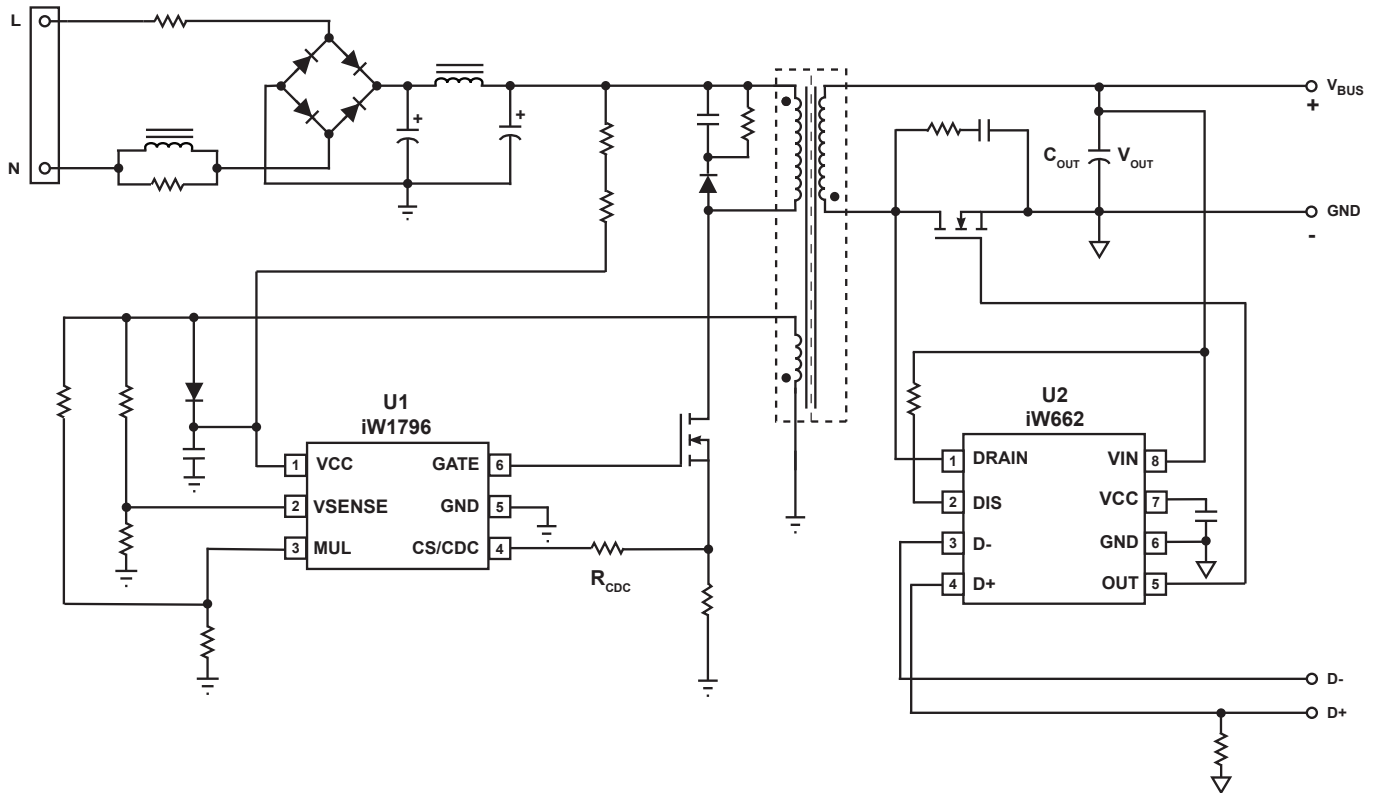 L
N
+
+
V_BUS
+
C_OUT
V_OUT
GND
-
U1
iW1796
1 VCC
GATE 6
2 VSENSE
GND 5
3 MUL
CS/CDC 4
R_CDC
U2
iW662
1 DRAIN
VIN 8
2 DIS
VCC 7
3 D-
GND 6
4 D+
OUT 5
D-
D+